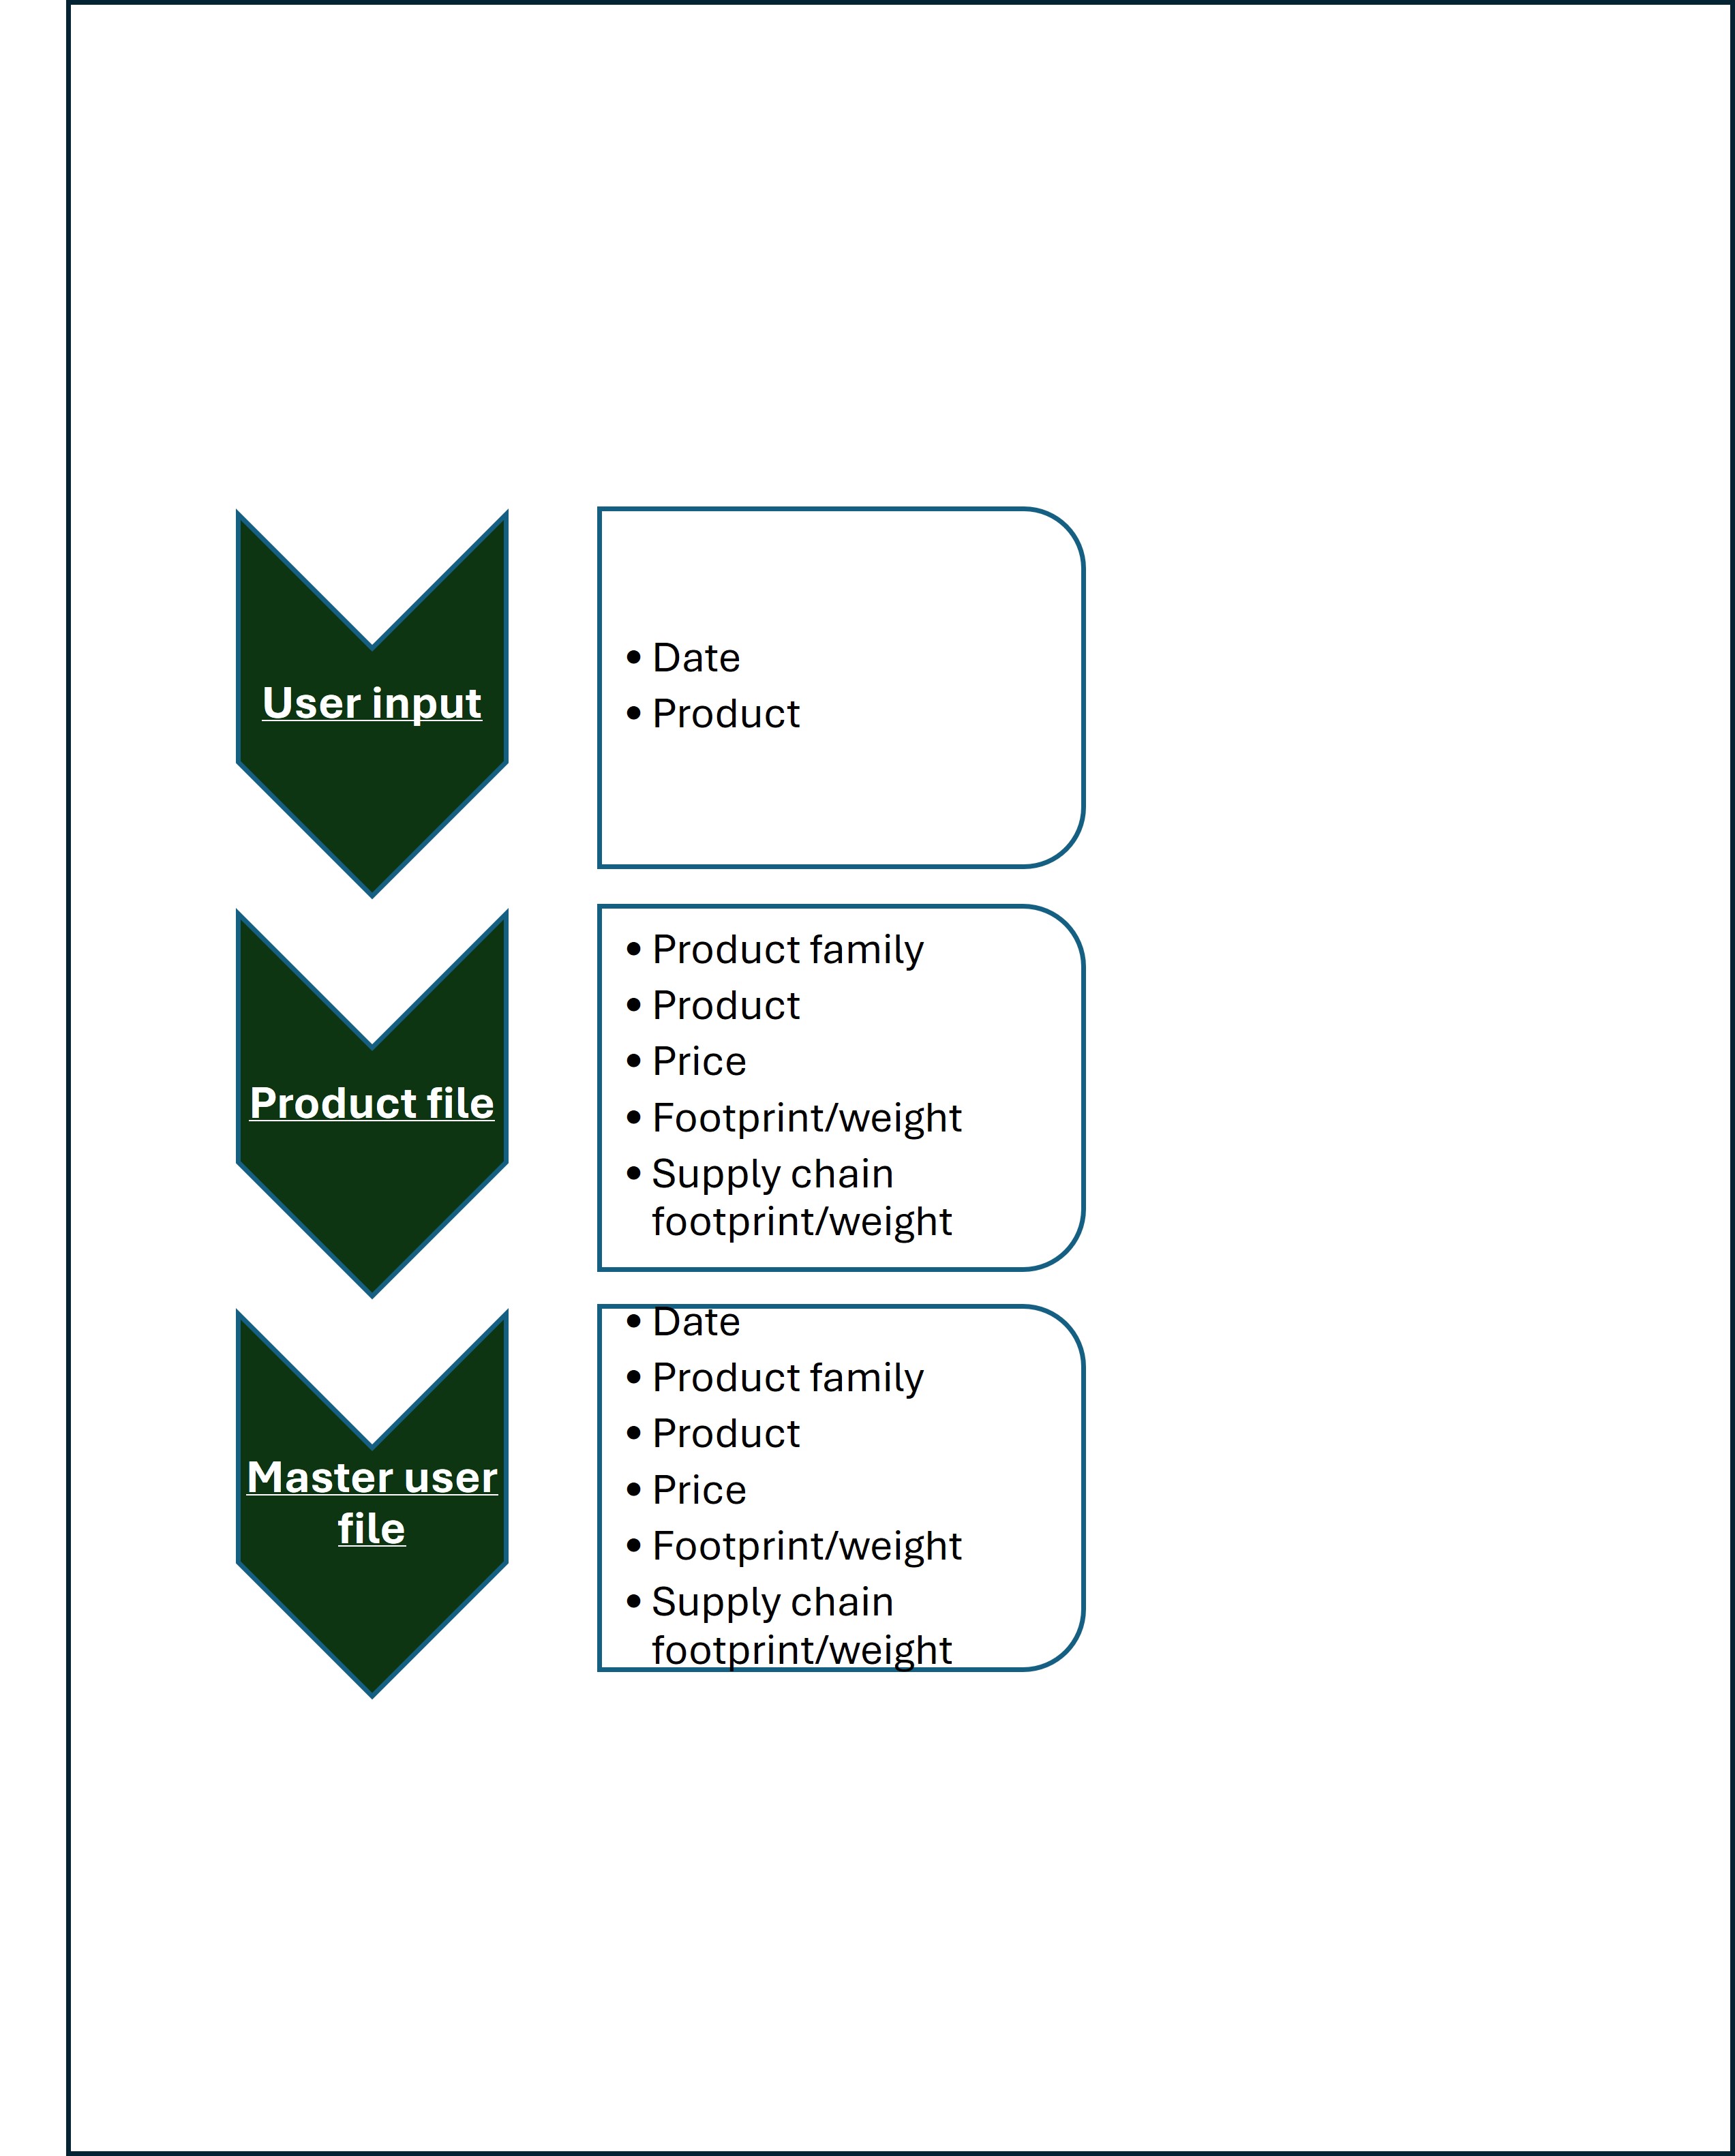 User input
• Date
• Product
Product file
• Product family
• Product
• Price
• Footprint/weight
• Supply chain
footprint/weight
Master user
file
• Date
• Product family
• Product
• Price
• Footprint/weight
• Supply chain
footprint/weight